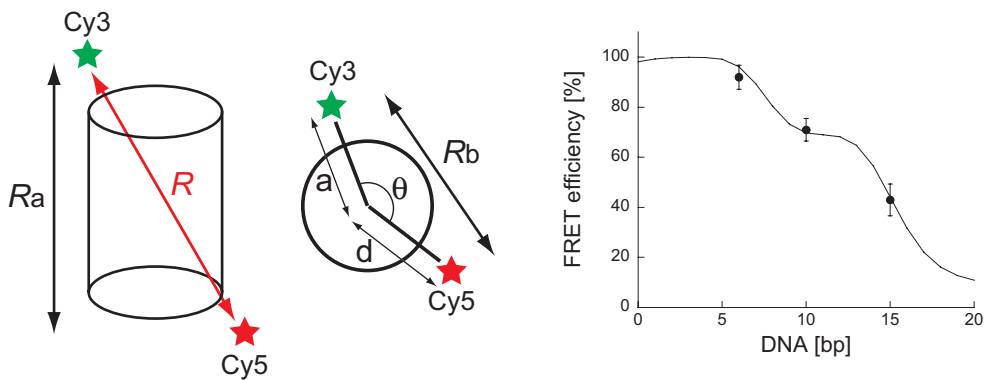 Cy3
Ra
R
Cy5
Cy3
Rb
a
θ
d
Cy5
FRET efficiency [%]
100
80
60
40
20
0
0 5 10 15 20
DNA [bp]